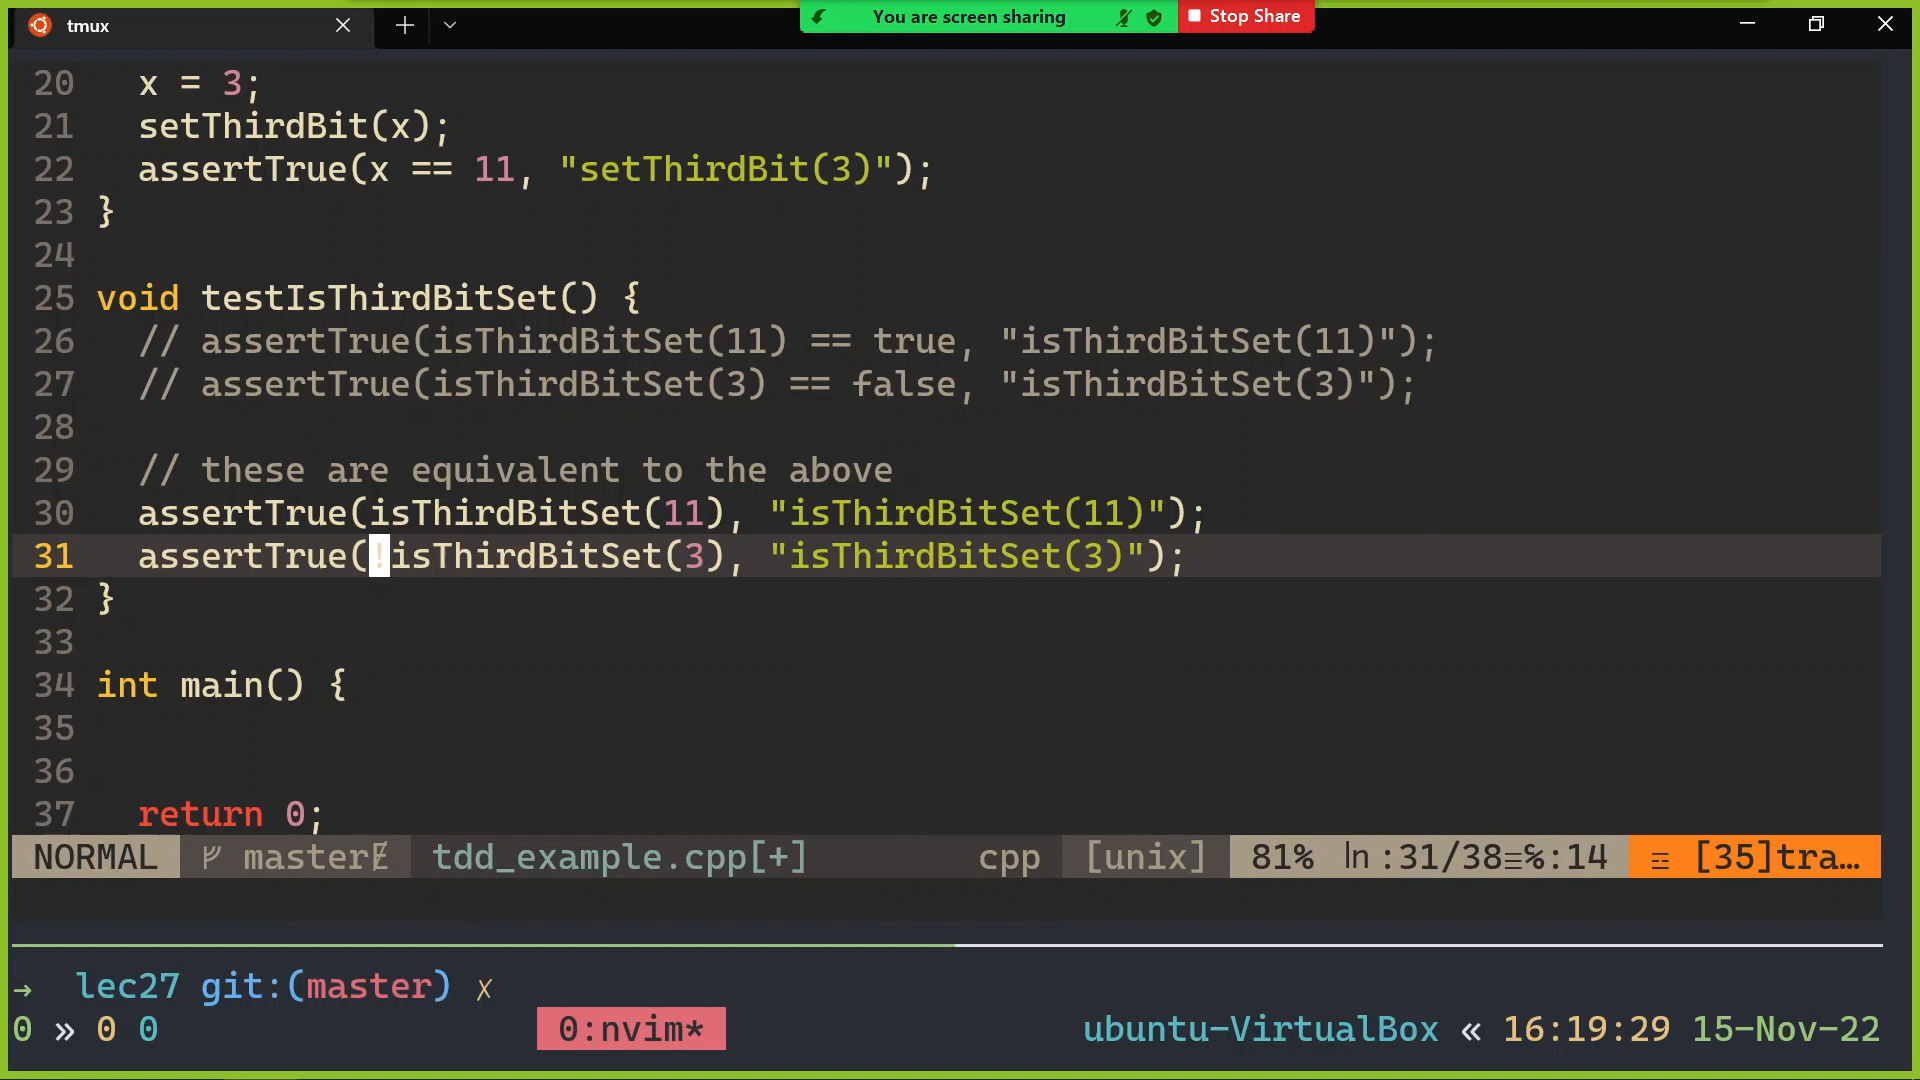 tmux
You are screen sharing
Stop Share
20 x = 3;
21 setThirdBit(x);
22 assertTrue(x == 11, "setThirdBit(3)");
23 }
24
25 void testIsThirdBitSet() {
26 // assertTrue(isThirdBitSet(11) == true, "isThirdBitSet(11)");
27 // assertTrue(isThirdBitSet(3) == false, "isThirdBitSet(3)");
28
29 // these are equivalent to the above
30 assertTrue(isThirdBitSet(11), "isThirdBitSet(11)");
31 assertTrue(!isThirdBitSet(3), "isThirdBitSet(3)");
32 }
33
34 int main() {
35
36
37 return 0;
NORMAL masterɆ tdd_example.cpp[+] cpp [unix] 81% ㏑:31/38≡℅:14 ☲ [35]tra…
→ lec27 git:(master) ✗
0 » 0 0 0:nvim* ubuntu-VirtualBox « 16:19:29 15-Nov-22